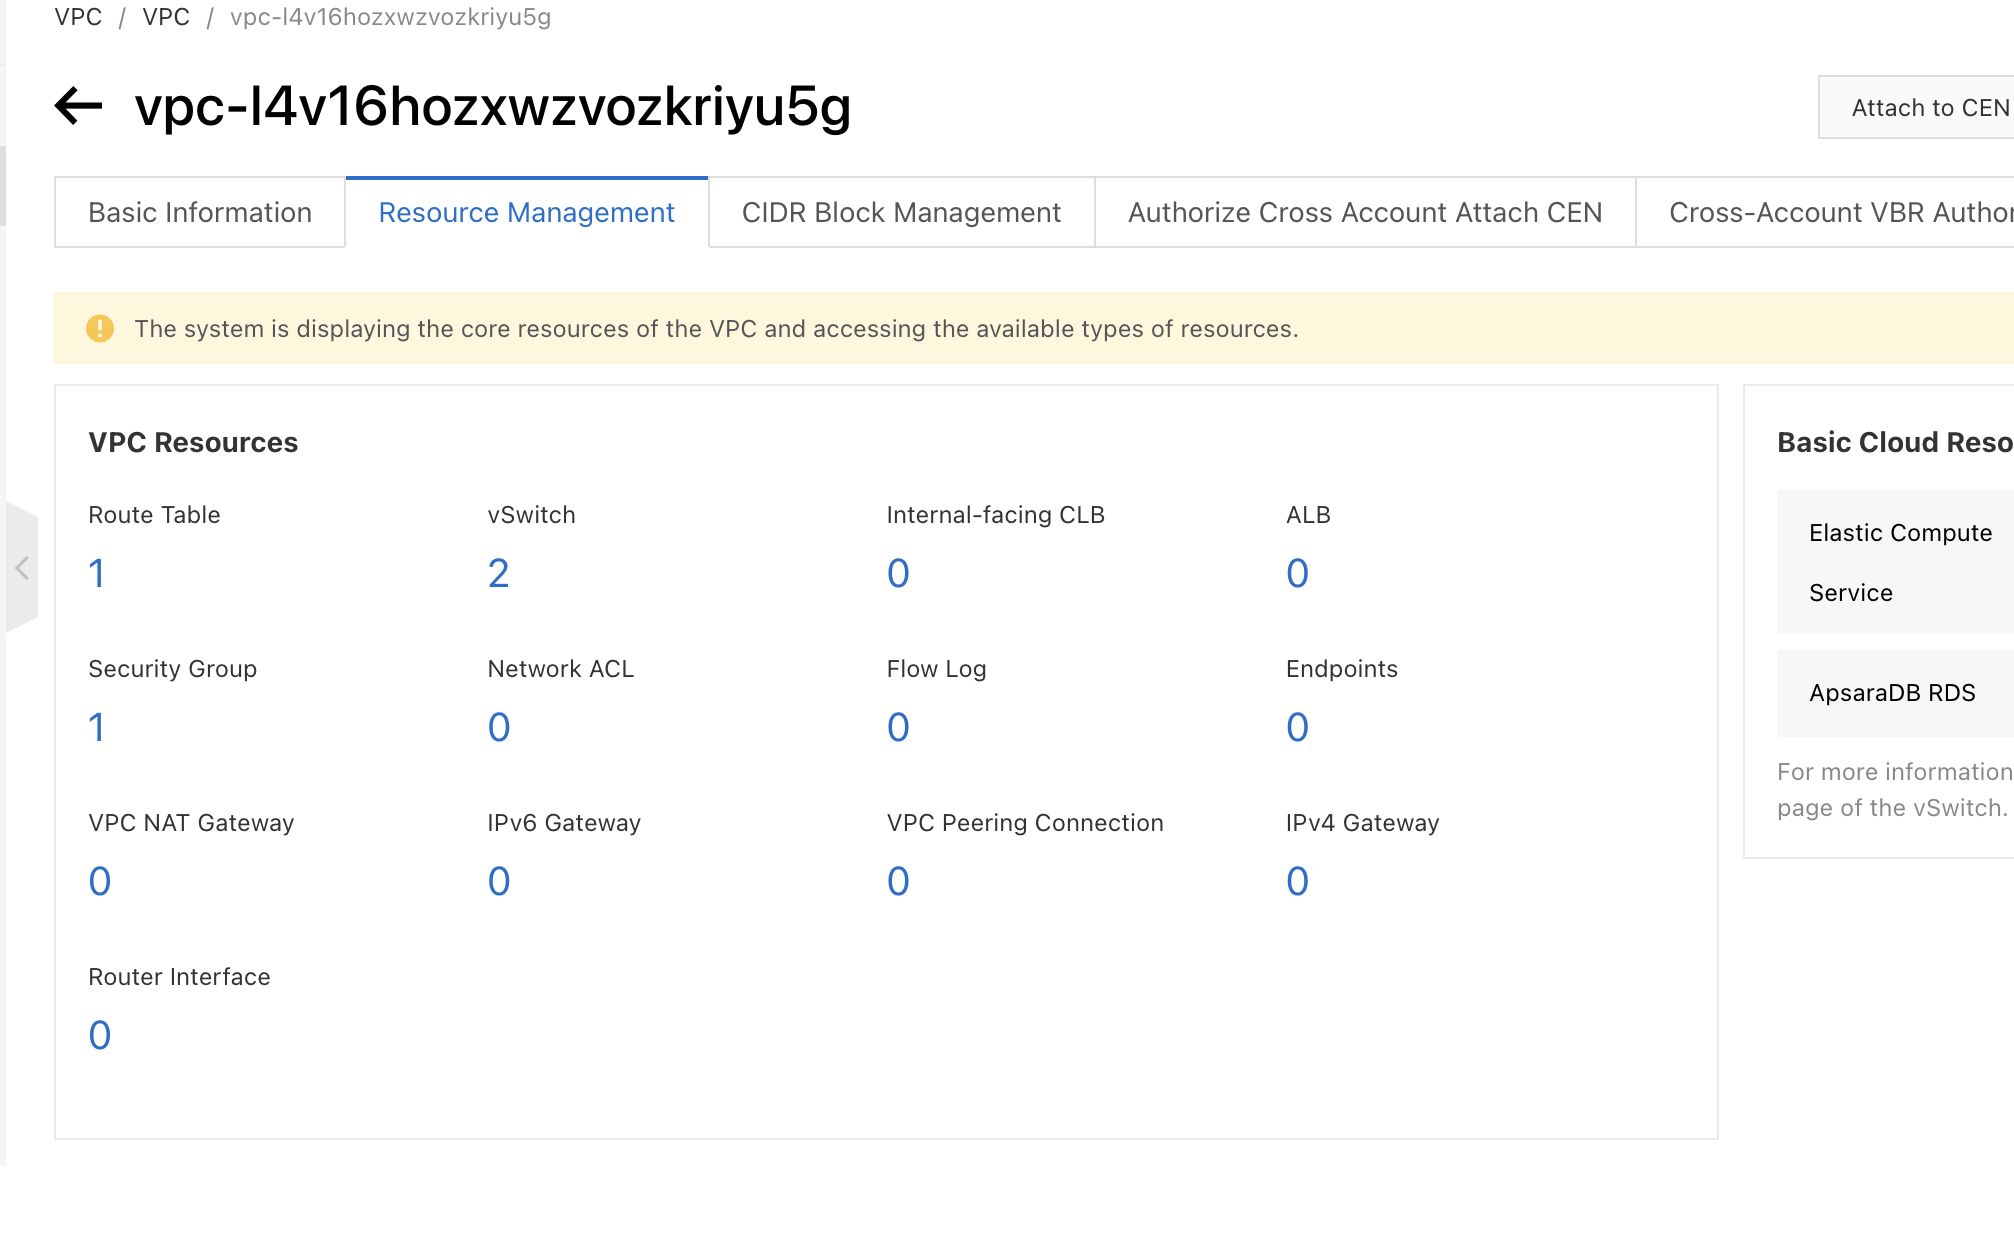 VPC / VPC / vpc-l4v16hozxwzvozkriyu5g
vpc-l4v16hozxwzvozkriyu5g
Attach to CEN
Basic Information
Resource Management
CIDR Block Management
Authorize Cross Account Attach CEN
Cross-Account VBR Author
The system is displaying the core resources of the VPC and accessing the available types of resources.
VPC Resources
Route Table
1
vSwitch
2
Internal-facing CLB
0
ALB
0
Security Group
1
Network ACL
0
Flow Log
0
Endpoints
0
VPC NAT Gateway
0
IPv6 Gateway
0
VPC Peering Connection
0
IPv4 Gateway
0
Router Interface
0
Basic Cloud Reso
Elastic Compute
Service
ApsaraDB RDS
For more information
page of the vSwitch.